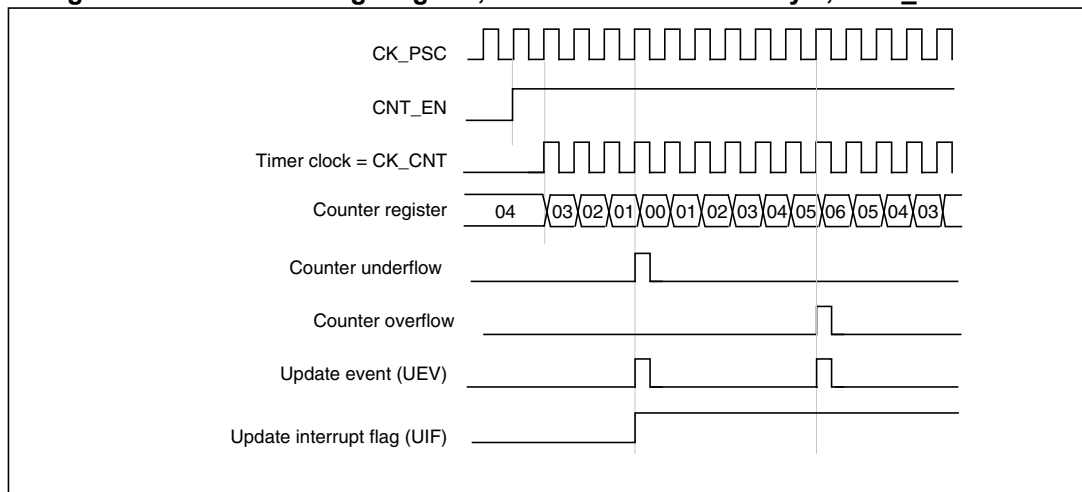 CK_PSC
CNT_EN
Timer clock = CK_CNT
Counter register 04 03 02 01 00 01 02 03 04 05 06 05 04 03
Counter underflow
Counter overflow
Update event (UEV)
Update interrupt flag (UIF)